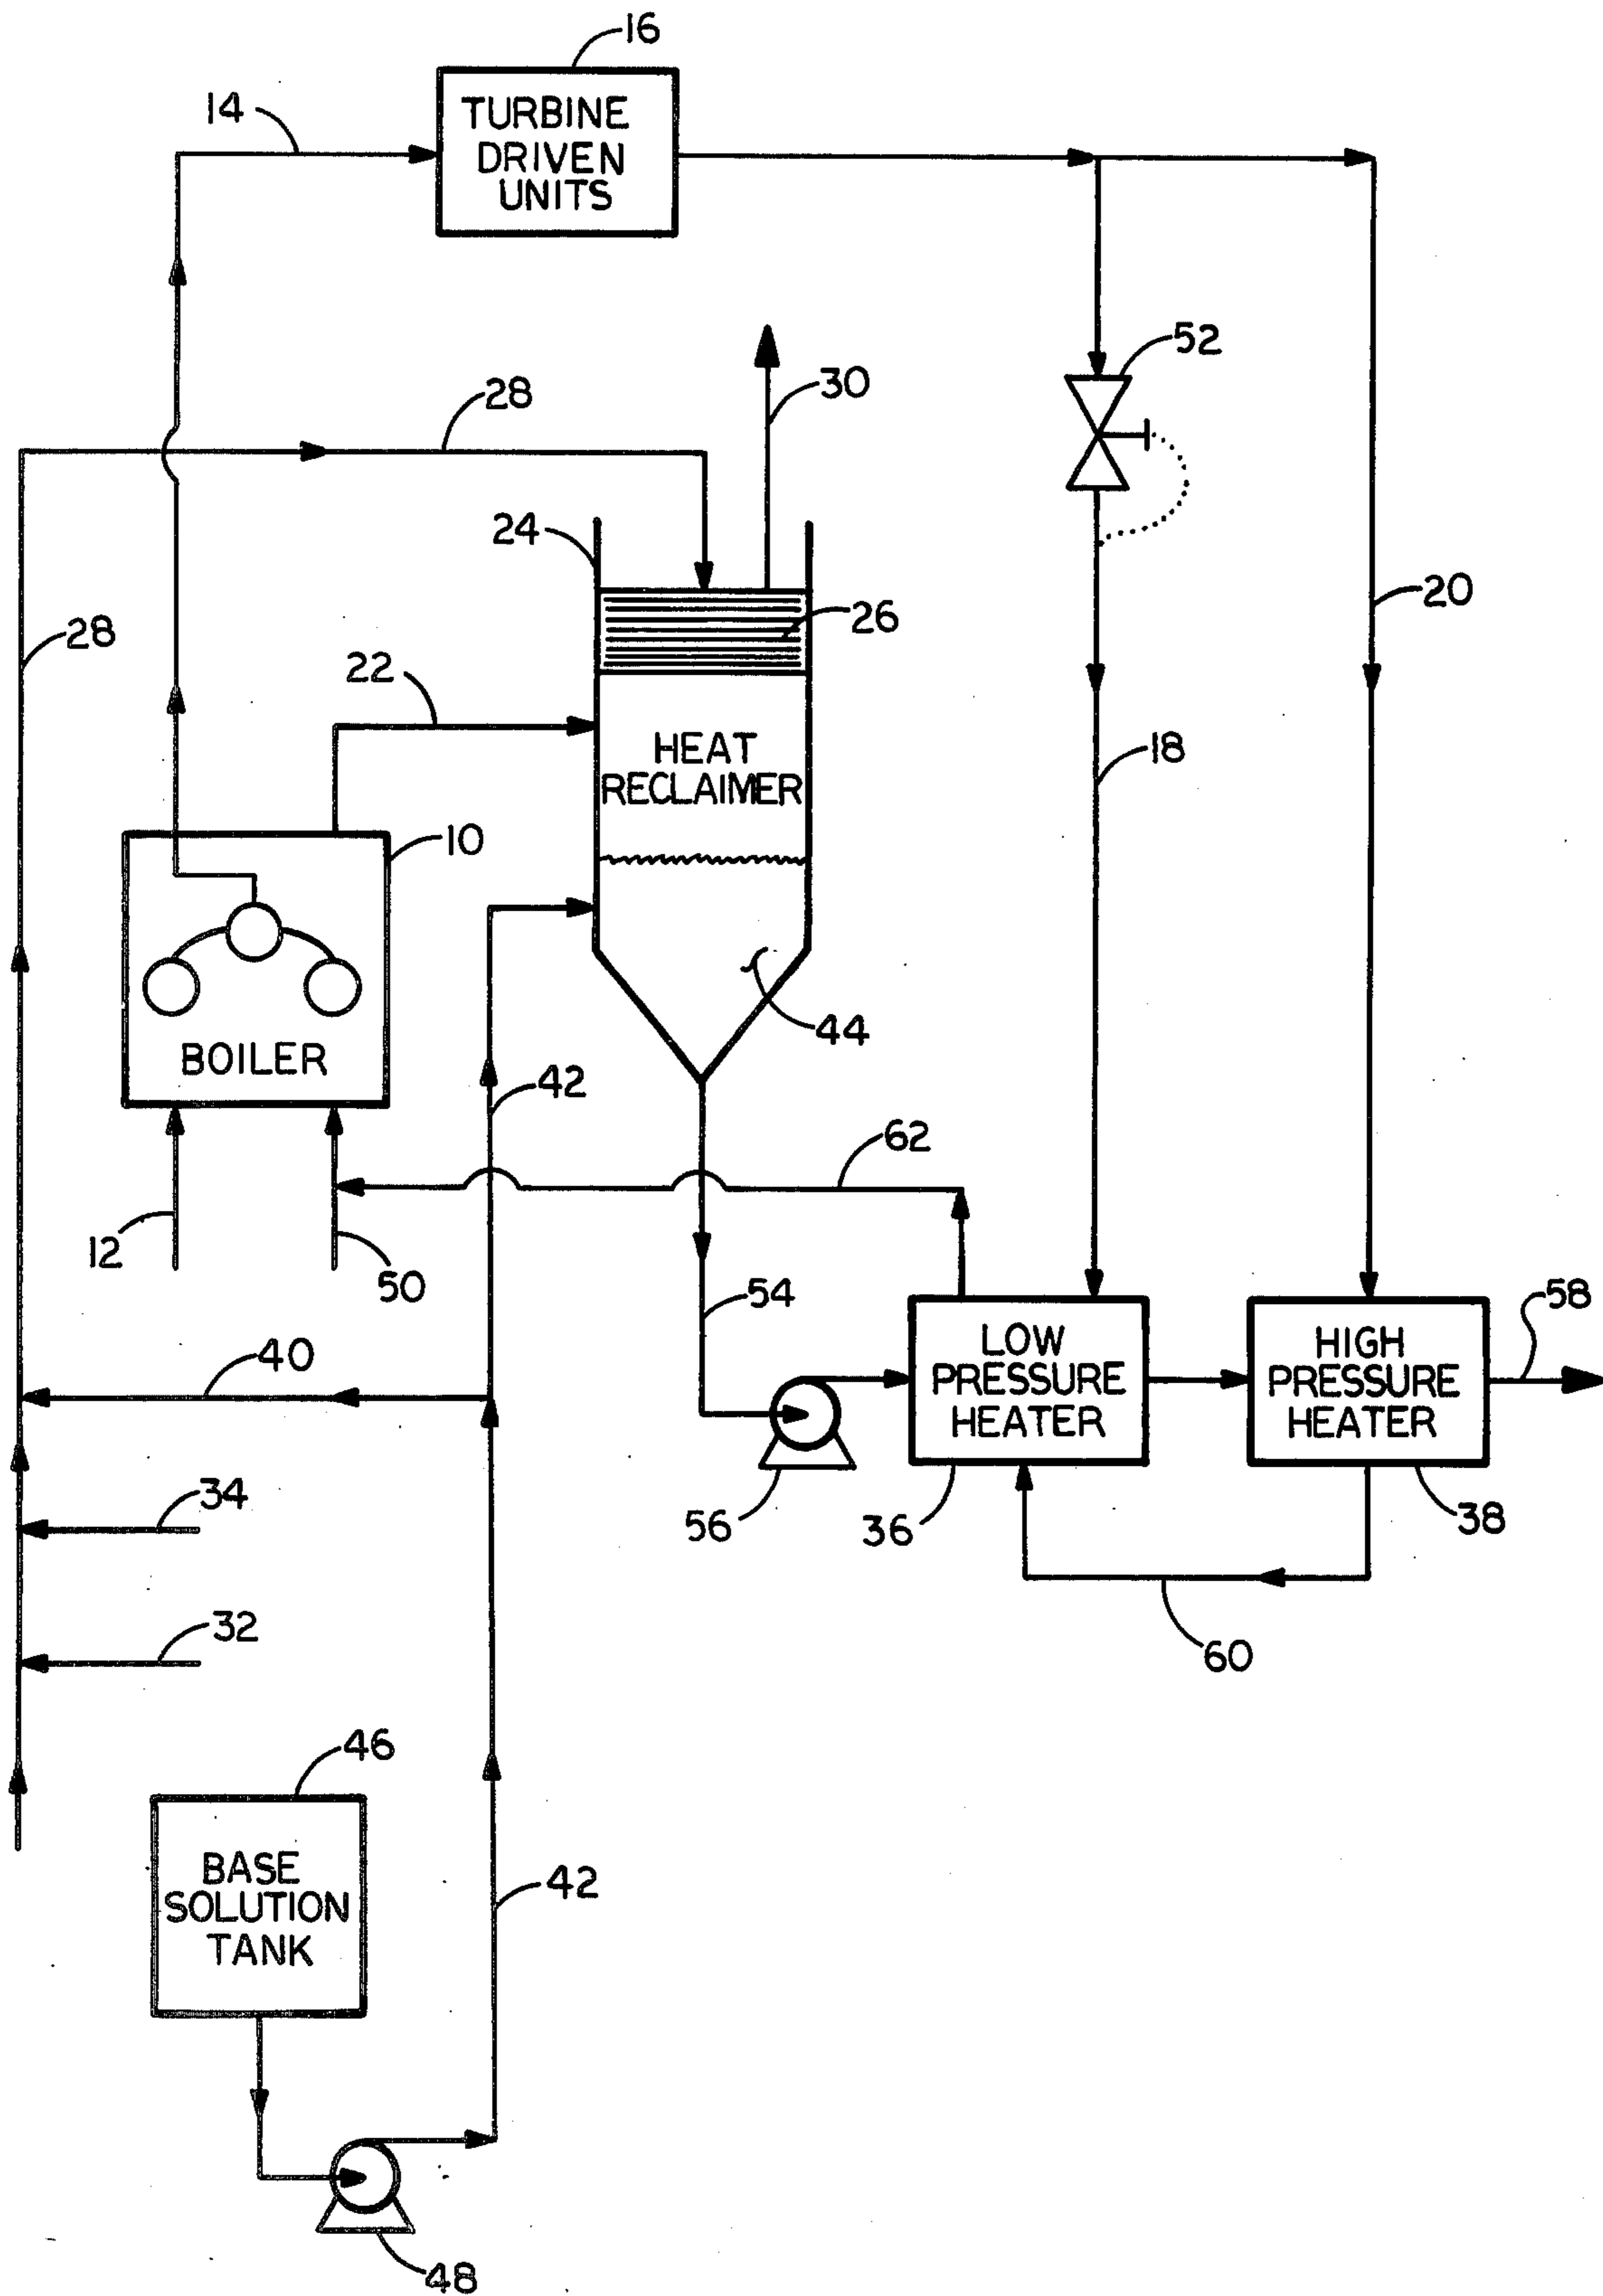 16
14
TURBINE
DRIVEN
UNITS
52
30
28
24
20
26
28
22
18
HEAT
RECLAIMER
10
44
BOILER
42
62
12
50
54
58
40
LOW
PRESSURE
HEATER
HIGH
PRESSURE
HEATER
34
56
36
38
32
60
46
BASE
SOLUTION
TANK
42
48